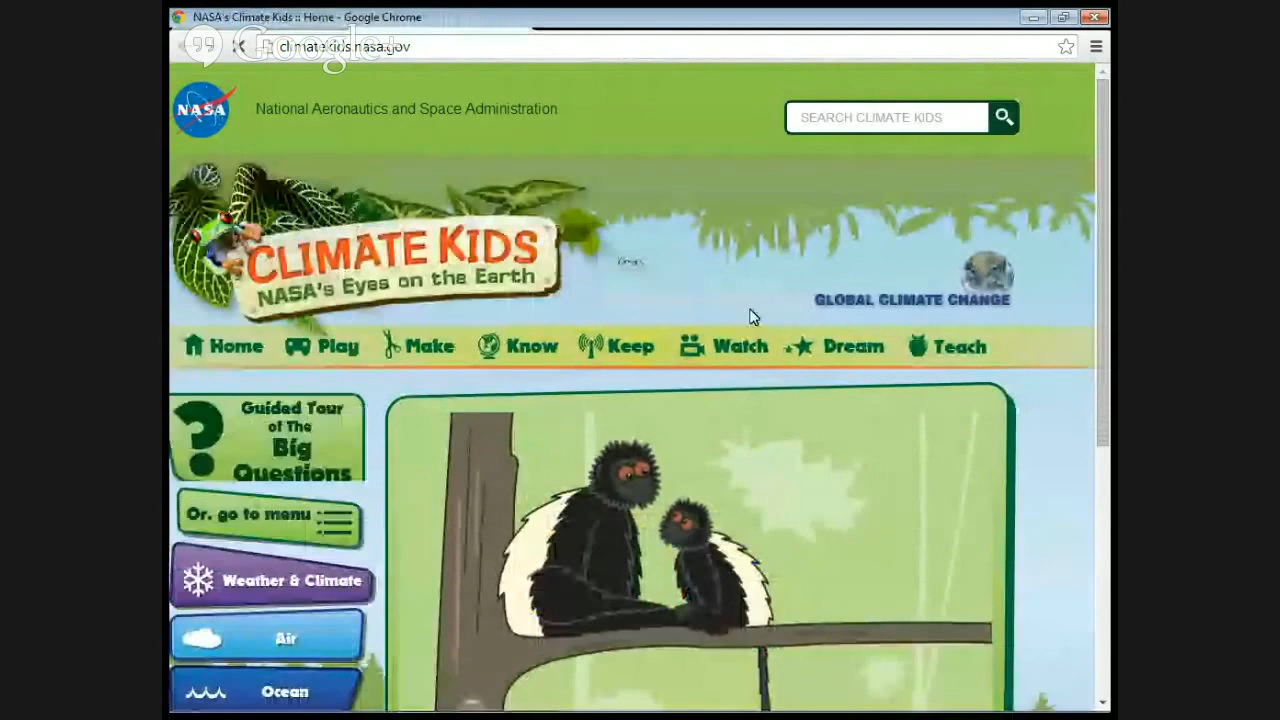 NASA's Climate Kids :: Home - Google Chrome
Google+
climatekids.nasa.gov
NASA
National Aeronautics and Space Administration
SEARCH CLIMATE KIDS
CLIMATE KIDS
NASA's Eyes on the Earth
GLOBAL CLIMATE CHANGE
Home Play Make Know Keep Watch Dream Teach
Guided Tour
of The
Big
Questions
Or, go to menu
Weather & Climate
Air
Ocean